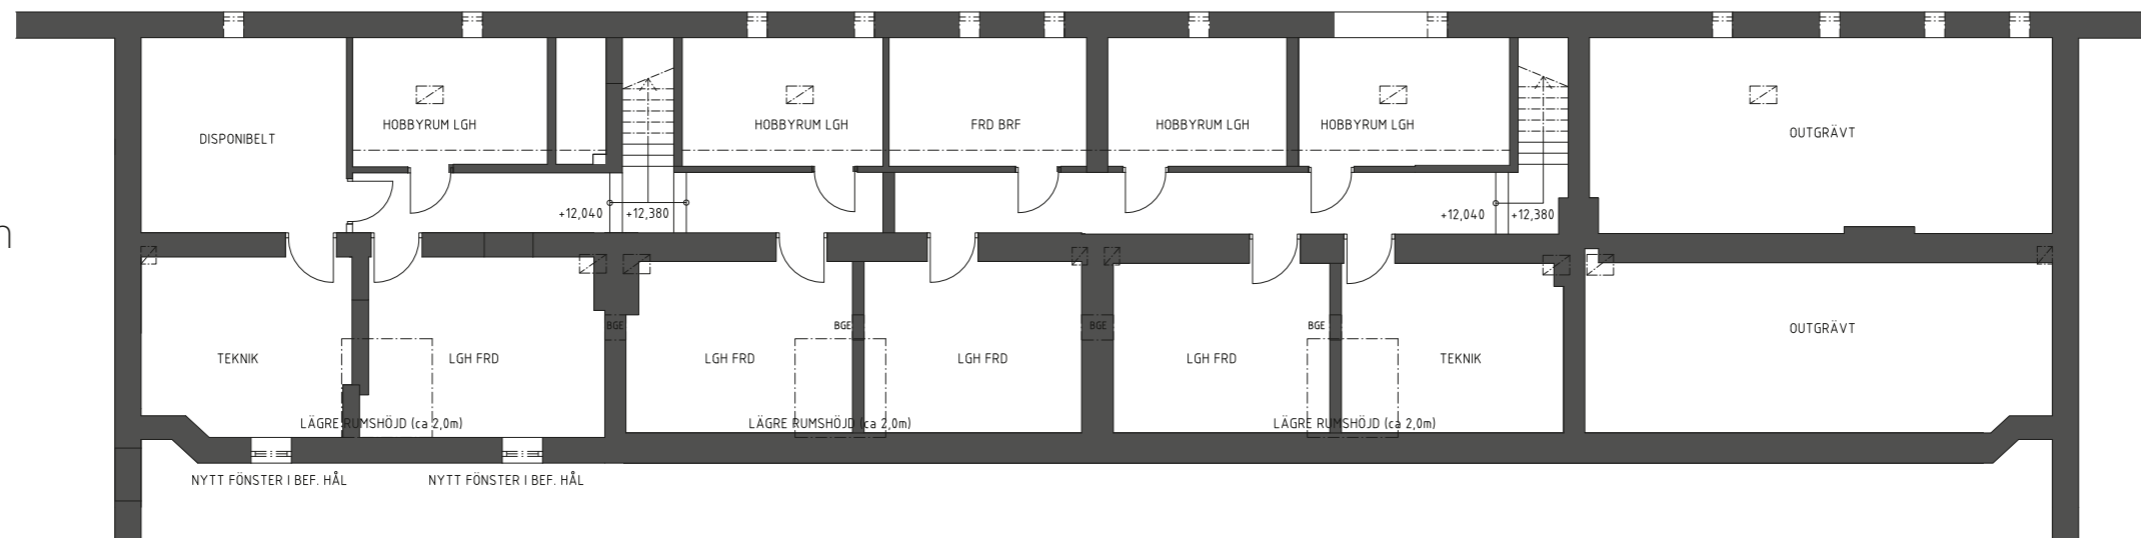 HOBBYRUM LGH
HOBBYRUM LGH
FRD BRF
HOBBYRUM LGH
HOBBYRUM LGH
DISPONIBELT
OUTGRÄVT
+12,040
+12,380
+12,040
+12,380
n
BGE
BGE
BGE
BGE
OUTGRÄVT
TEKNIK
LGH FRD
LGH FRD
LGH FRD
LGH FRD
TEKNIK
LÄGRE RUMSHÖJD (ca 2,0m)
LÄGRE RUMSHÖJD (ca 2,0m)
LÄGRE RUMSHÖJD (ca 2,0m)
NYTT FÖNSTER I BEF. HÅL
NYTT FÖNSTER I BEF. HÅL